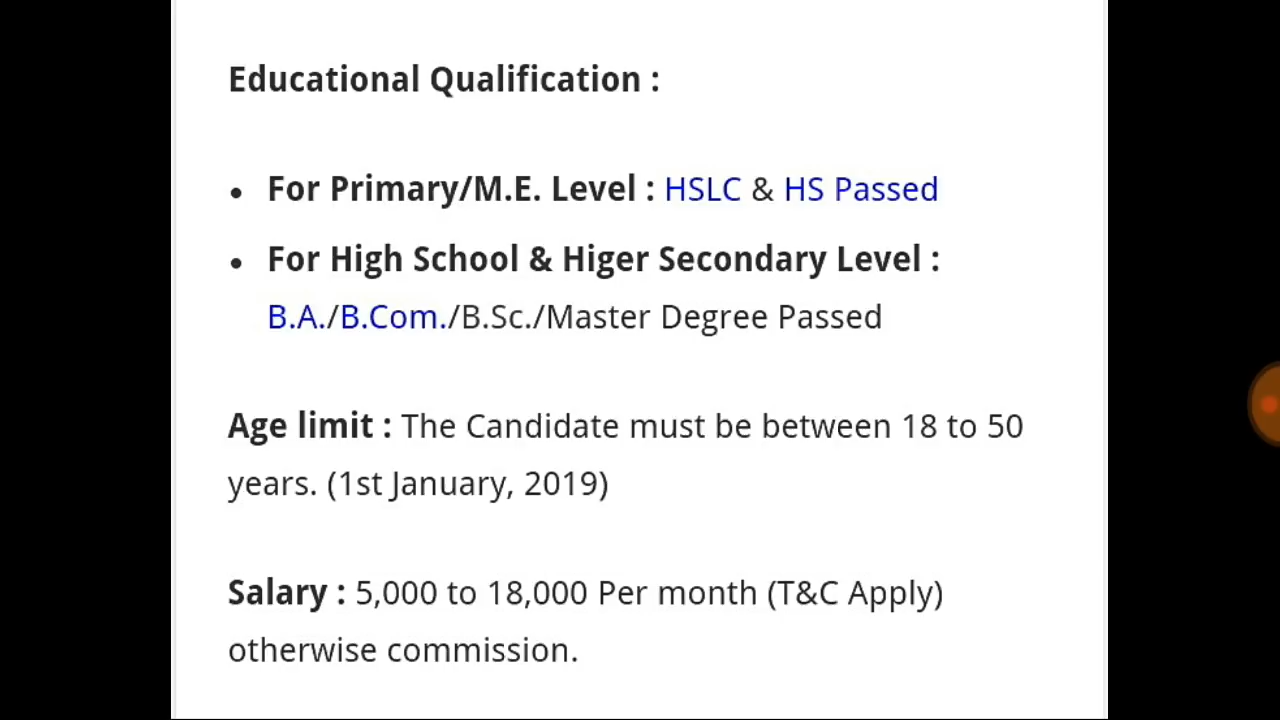 Educational Qualification :
• For Primary/M.E. Level : HSLC & HS Passed
• For High School & Higer Secondary Level :
B.A./B.Com./B.Sc./Master Degree Passed
Age limit : The Candidate must be between 18 to 50
years. (1st January, 2019)
Salary : 5,000 to 18,000 Per month (T&C Apply)
otherwise commission.